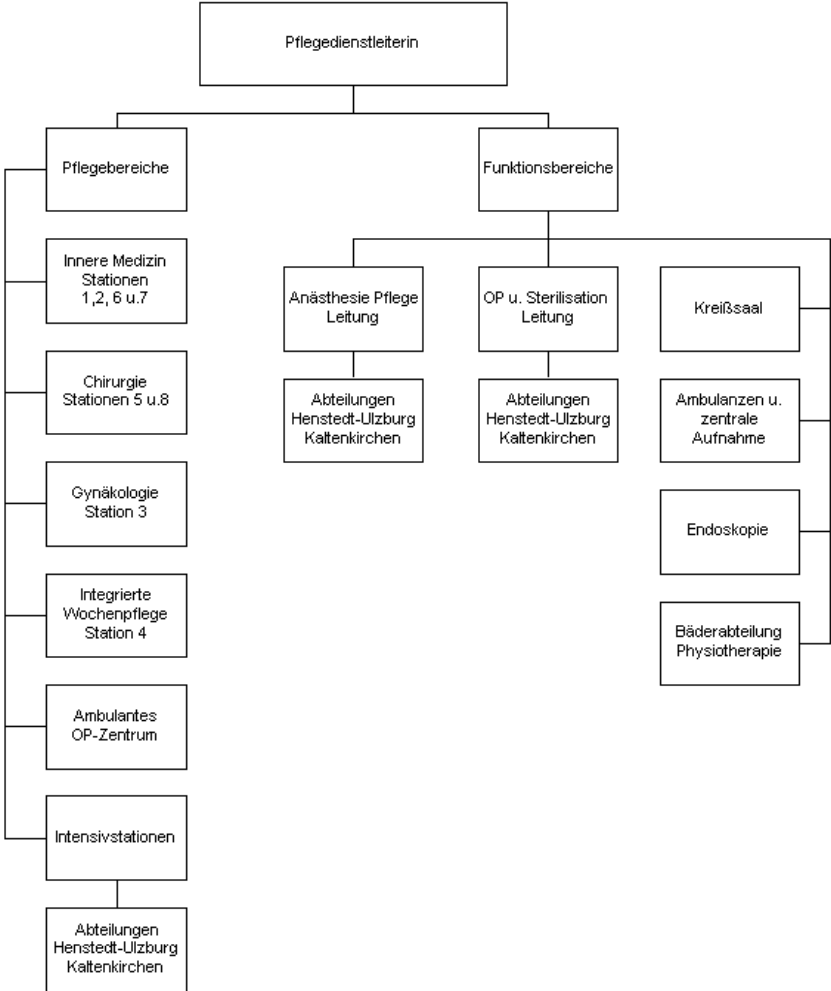 Pflegedienstleiterin
Pflegebereiche
Funktionsbereiche
Innere Medizin
Stationen
1,2, 6 u.7
Chirurgie
Stationen 5 u.8
Gynäkologie
Station 3
Integrierte
Wochenpflege
Station 4
Ambulantes
OP-Zentrum
Intensivstationen
Abteilungen
Henstedt-Ulzburg
Kaltenkirchen
Anästhesie Pflege
Leitung
Abteilungen
Henstedt-Ulzburg
Kaltenkirchen
OP u. Sterilisation
Leitung
Abteilungen
Henstedt-Ulzburg
Kaltenkirchen
Kreißsaal
Ambulanzen u.
zentrale
Aufnahme
Endoskopie
Bäderabteilung
Physiotherapie